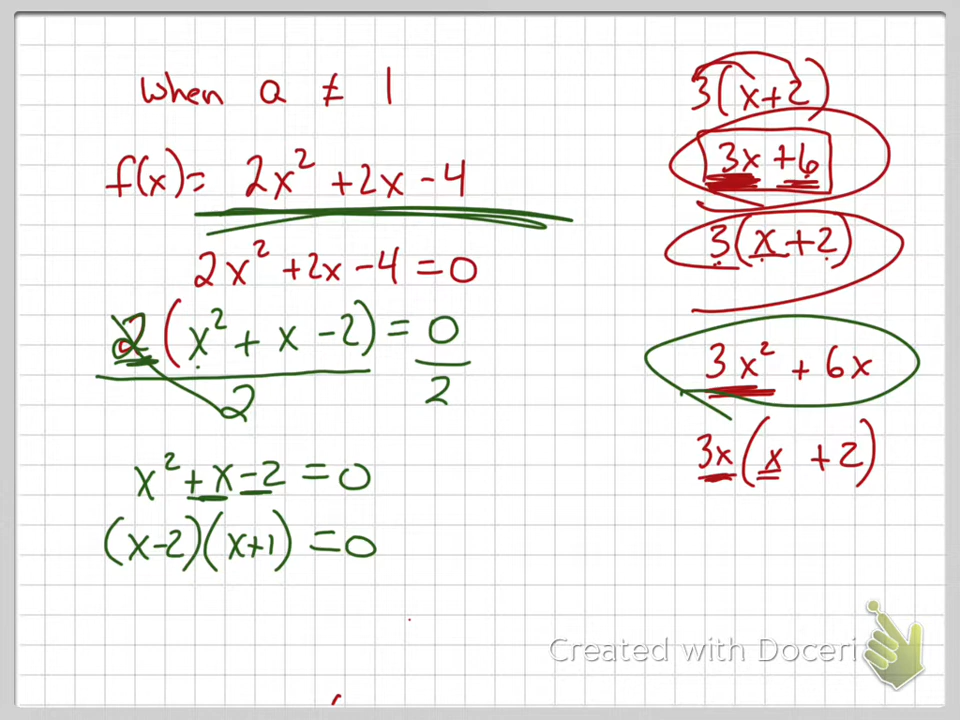 When a ≠ 1
f(x)= 2x² +2x -4
2x² +2x -4 = 0
2(x² + x -2) = 0
2 2
x² +x -2 = 0
(x-2)(x+1) = 0
3(x+2)
3x +6
3(x+2)
3x² + 6x
3x(x +2)
Created with Doceri